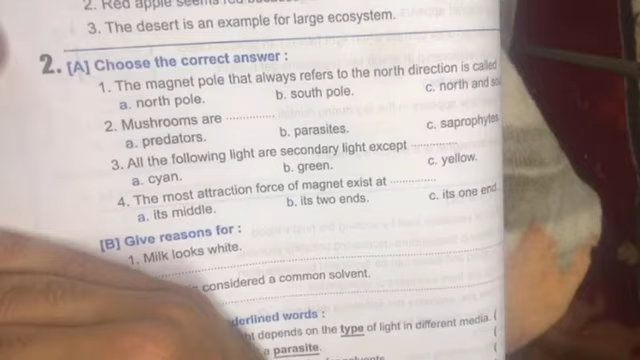 2. Red apple seems
3. The desert is an example for large ecosystem.
2. [A] Choose the correct answer :
1. The magnet pole that always refers to the north direction is called
a. north pole. b. south pole. c. north and
2. Mushrooms are ..............
a. predators. b. parasites. c. saprophytes
3. All the following light are secondary light except ..............
a. cyan. b. green. c. yellow.
4. The most attraction force of magnet exist at ..............
a. its middle. b. its two ends. c. its one end.
[B] Give reasons for :
1. Milk looks white.
considered a common solvent.
words :
depends on the type of light in different media. (
a parasite. (
(